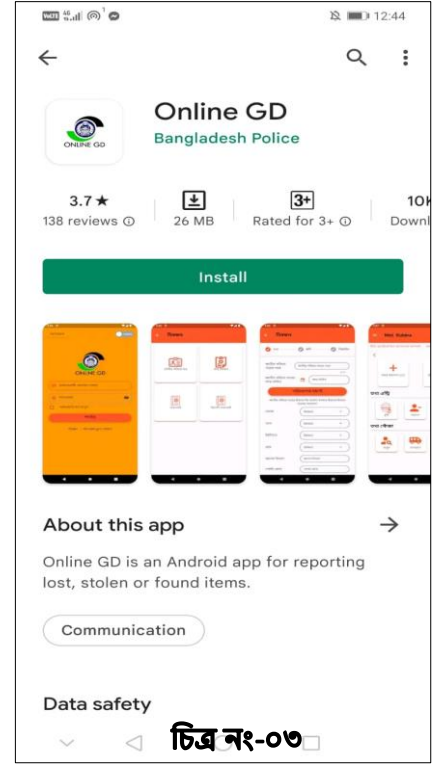 12:44
Online GD
ONLINE GD
Bangladesh Police
3.7★
138 reviews
26 MB
3+
Rated for 3+
Install
About this app
Online GD is an Android app for reporting
lost, stolen or found items.
Communication
Data safety
চিত্র নং-০৩